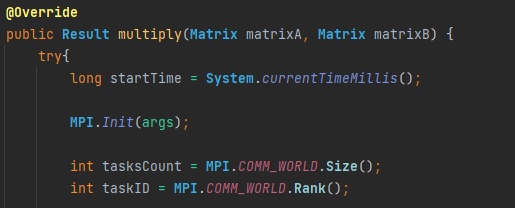 @Override
public Result multiply(Matrix matrixA, Matrix matrixB) {
try{
long startTime = System.currentTimeMillis();
MPI.Init(args);
int tasksCount = MPI.COMM_WORLD.Size();
int taskID = MPI.COMM_WORLD.Rank();